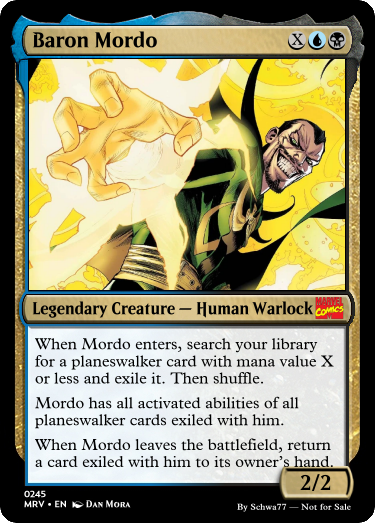 Baron Mordo X
Legendary Creature — Human Warlock MARVEL COMICS
When Mordo enters, search your library
for a planeswalker card with mana value X
or less and exile it. Then shuffle.
Mordo has all activated abilities of all
planeswalker cards exiled with him.
When Mordo leaves the battlefield, return
a card exiled with him to its owner's hand.
2/2
0245
MRV • EN DAN MORA
By Schwa77 — Not for Sale